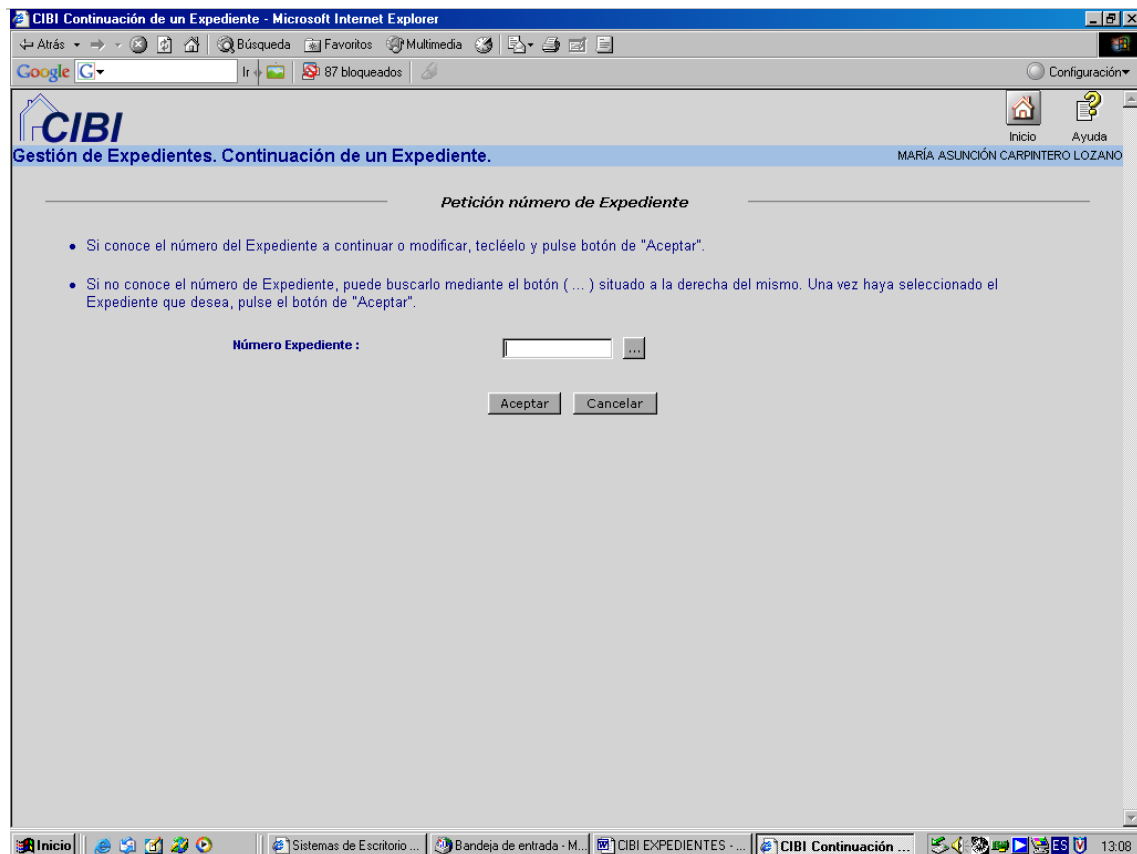 CIBI Continuación de un Expediente - Microsoft Internet Explorer
Atrás Búsqueda Favoritos Multimedia
Google G Ir 87 bloqueados Configuración
CIBI
Inicio Ayuda
Gestión de Expedientes. Continuación de un Expediente. MARÍA ASUNCIÓN CARPINTERO LOZANO
Petición número de Expediente
• Si conoce el número del Expediente a continuar o modificar, tecléelo y pulse botón de "Aceptar".
• Si no conoce el número de Expediente, puede buscarlo mediante el botón ( ... ) situado a la derecha del mismo. Una vez haya seleccionado el
Expediente que desea, pulse el botón de "Aceptar".
Número Expediente : ...
Aceptar Cancelar
Inicio Sistemas de Escritorio ... Bandeja de entrada - M... CIBI EXPEDIENTES - ... CIBI Continuación ... ES 13:08